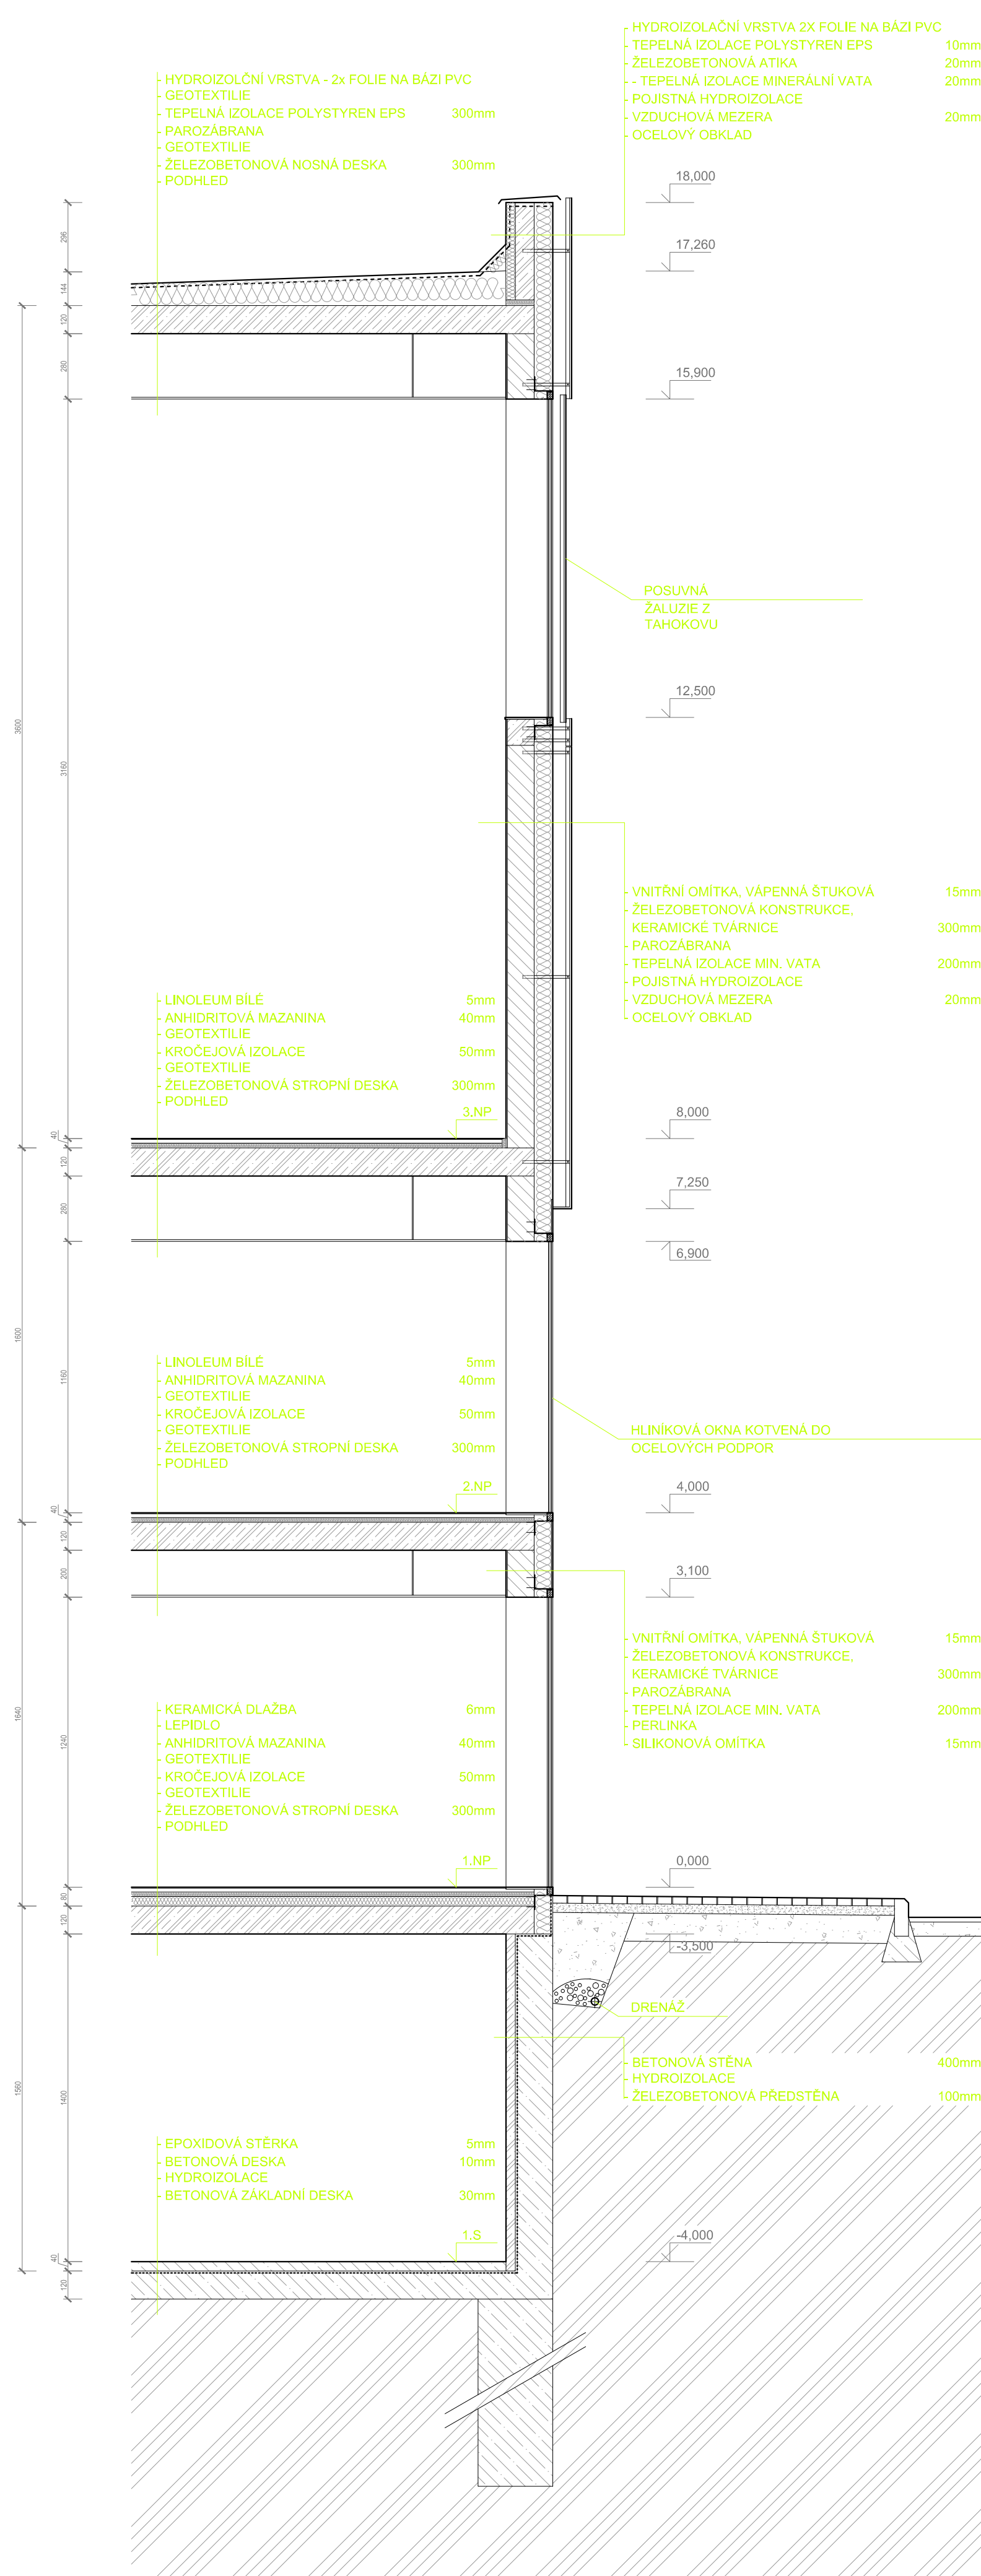 HYDROIZOLAČNÍ VRSTVA 2X FOLIE NA BÁZI PVC
TEPELNÁ IZOLACE POLYSTYREN EPS 10mm
ŽELEZOBETONOVÁ ATIKA 20mm
- TEPELNÁ IZOLACE MINERÁLNÍ VATA 20mm
POJISTNÁ HYDROIZOLACE
VZDUCHOVÁ MEZERA 20mm
OCELOVÝ OBKLAD
HYDROIZOLČNÍ VRSTVA - 2x FOLIE NA BÁZI PVC
GEOTEXTILIE
TEPELNÁ IZOLACE POLYSTYREN EPS 300mm
PAROZÁBRANA
GEOTEXTILIE
ŽELEZOBETONOVÁ NOSNÁ DESKA 300mm
PODHLED
18,000
296
17,260
144
120
280
15,900
POSUVNÁ
ŽALUZIE Z
TAHOKOVU
12,500
3600
3160
VNITŘNÍ OMÍTKA, VÁPENNÁ ŠTUKOVÁ 15mm
ŽELEZOBETONOVÁ KONSTRUKCE,
KERAMICKÉ TVÁRNICE 300mm
PAROZÁBRANA
TEPELNÁ IZOLACE MIN. VATA 200mm
POJISTNÁ HYDROIZOLACE
VZDUCHOVÁ MEZERA 20mm
OCELOVÝ OBKLAD
LINOLEUM BÍLÉ 5mm
ANHIDRITOVÁ MAZANINA 40mm
GEOTEXTILIE
KROČEJOVÁ IZOLACE 50mm
GEOTEXTILIE
ŽELEZOBETONOVÁ STROPNÍ DESKA 300mm
PODHLED
3.NP
8,000
40
120
280
7,250
6,900
1600
1160
LINOLEUM BÍLÉ 5mm
ANHIDRITOVÁ MAZANINA 40mm
GEOTEXTILIE
KROČEJOVÁ IZOLACE 50mm
GEOTEXTILIE
ŽELEZOBETONOVÁ STROPNÍ DESKA 300mm
PODHLED
HLINÍKOVÁ OKNA KOTVENÁ DO
OCELOVÝCH PODPOR
2.NP
4,000
40
120
200
3,100
VNITŘNÍ OMÍTKA, VÁPENNÁ ŠTUKOVÁ 15mm
ŽELEZOBETONOVÁ KONSTRUKCE,
KERAMICKÉ TVÁRNICE 300mm
PAROZÁBRANA
TEPELNÁ IZOLACE MIN. VATA 200mm
PERLINKA
SILIKONOVÁ OMÍTKA 15mm
1640
1240
KERAMICKÁ DLAŽBA 6mm
LEPIDLO
ANHIDRITOVÁ MAZANINA 40mm
GEOTEXTILIE
KROČEJOVÁ IZOLACE 50mm
GEOTEXTILIE
ŽELEZOBETONOVÁ STROPNÍ DESKA 300mm
PODHLED
1.NP
0,000
80
120
-3,500
DRENÁŽ
BETONOVÁ STĚNA 400mm
HYDROIZOLACE
ŽELEZOBETONOVÁ PŘEDSTĚNA 100mm
1560
1400
EPOXIDOVÁ STĚRKA 5mm
BETONOVÁ DESKA 10mm
HYDROIZOLACE
BETONOVÁ ZÁKLADNÍ DESKA 30mm
1.S
-4,000
40
120